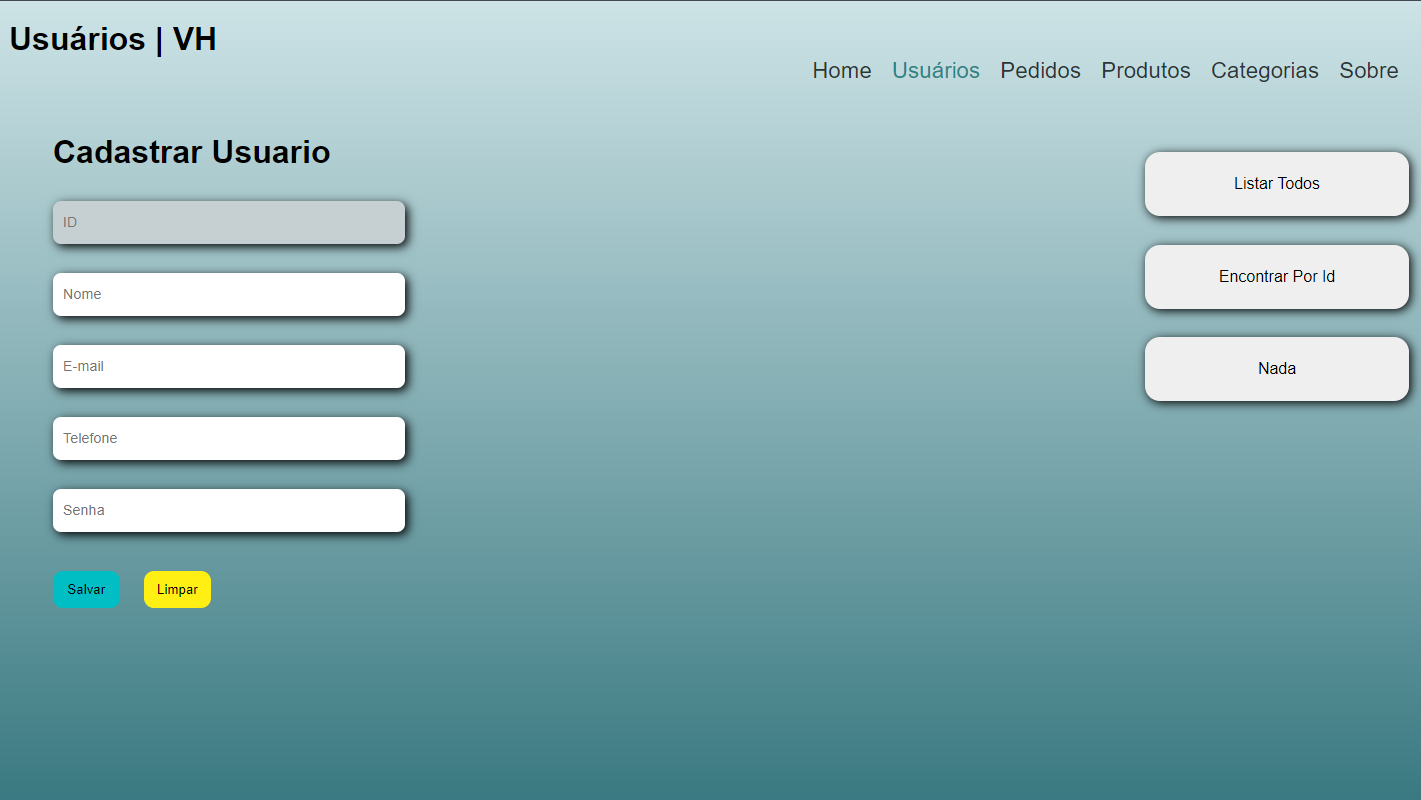 Usuários | VH
Home Usuários Pedidos Produtos Categorias Sobre
Cadastrar Usuario
ID
Nome
E-mail
Telefone
Senha
Salvar Limpar
Listar Todos
Encontrar Por Id
Nada